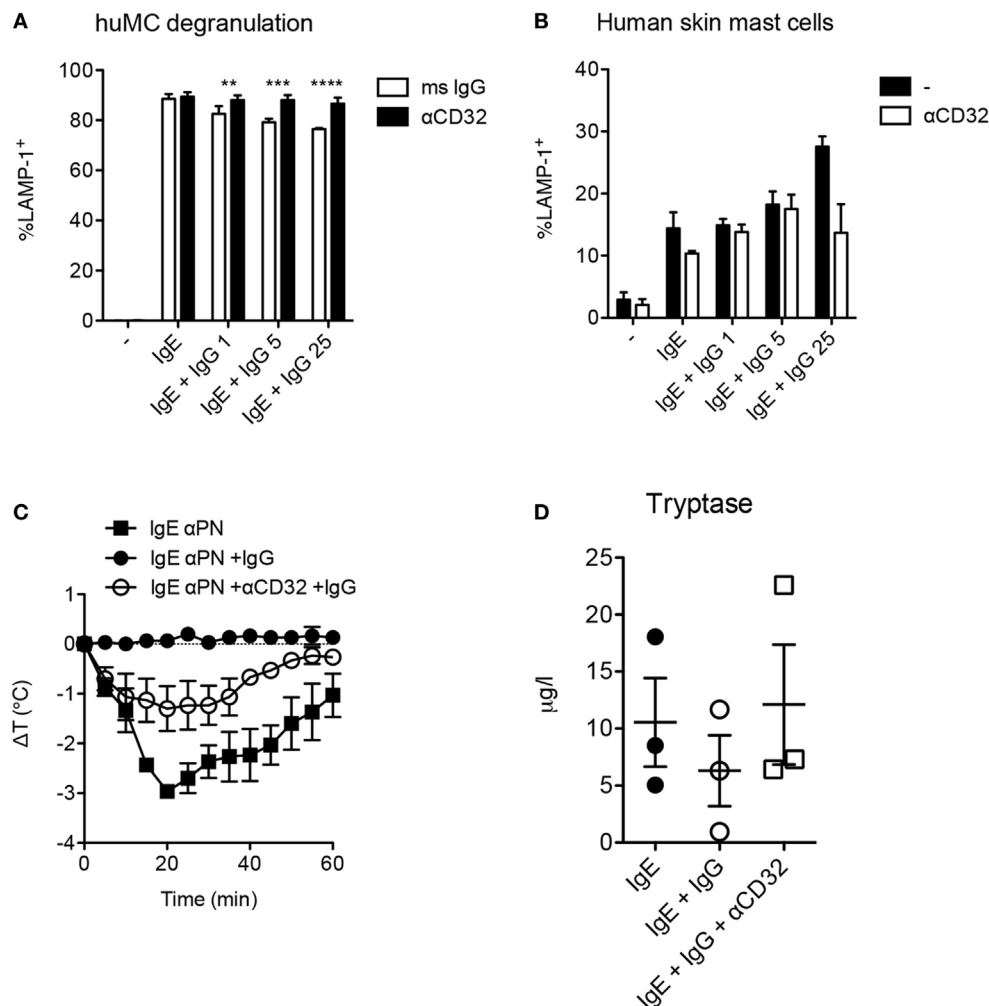 A
huMC degranulation
%LAMP-1+
100
80
60
40
20
0
** *** ****
ms IgG
αCD32
-
IgE
IgE + IgG 1
IgE + IgG 5
IgE + IgG 25
B
Human skin mast cells
%LAMP-1+
40
30
20
10
0
-
αCD32
-
IgE
IgE + IgG 1
IgE + IgG 5
IgE + IgG 25
C
IgE αPN
IgE αPN +IgG
IgE αPN +αCD32 +IgG
ΔT (°C)
1
0
-1
-2
-3
-4
0 20 40 60
Time (min)
D
Tryptase
μg/l
25
20
15
10
5
0
IgE
IgE + IgG
IgE + IgG + αCD32